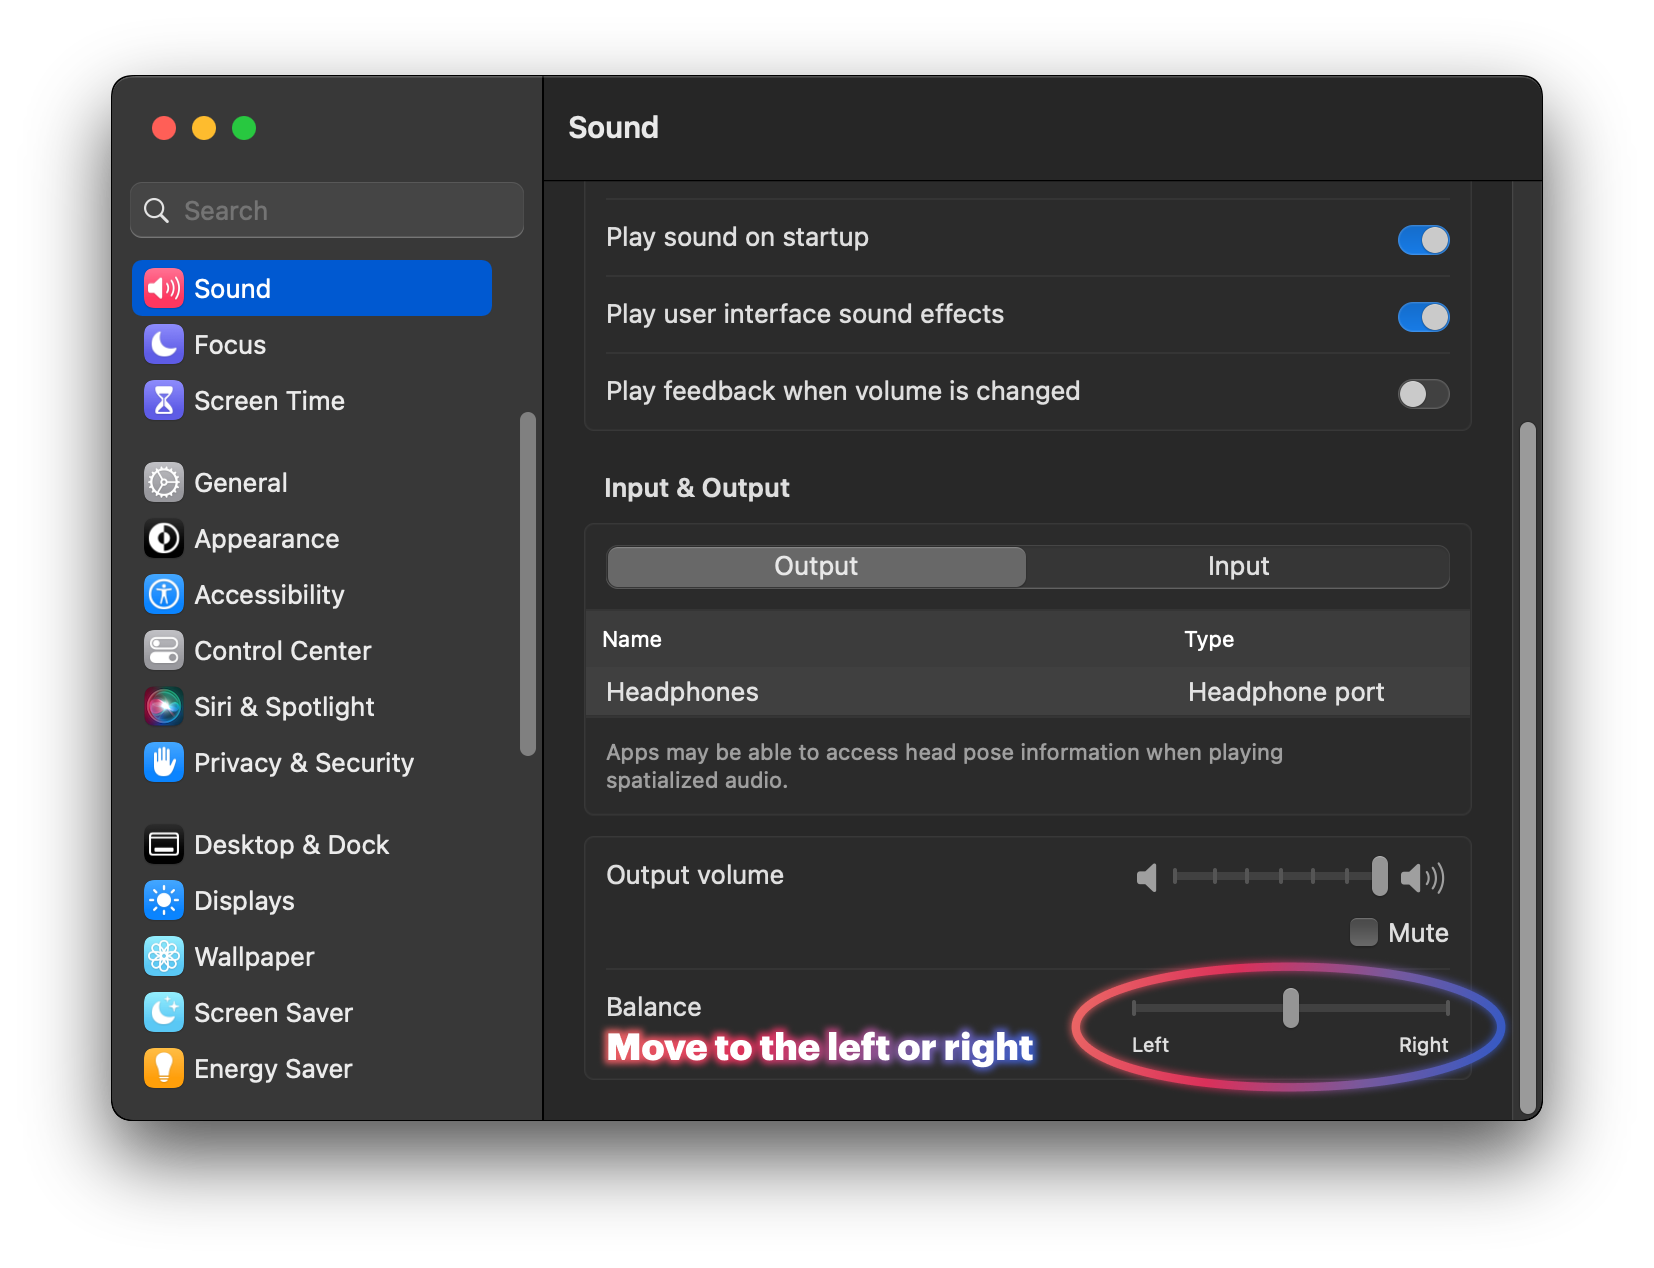 Sound
Search
Sound
Focus
Screen Time
General
Appearance
Accessibility
Control Center
Siri & Spotlight
Privacy & Security
Desktop & Dock
Displays
Wallpaper
Screen Saver
Energy Saver
Play sound on startup
Play user interface sound effects
Play feedback when volume is changed
Input & Output
Output Input
Name Type
Headphones Headphone port
Apps may be able to access head pose information when playing
spatialized audio.
Output volume
Mute
Balance
Move to the left or right
Left Right